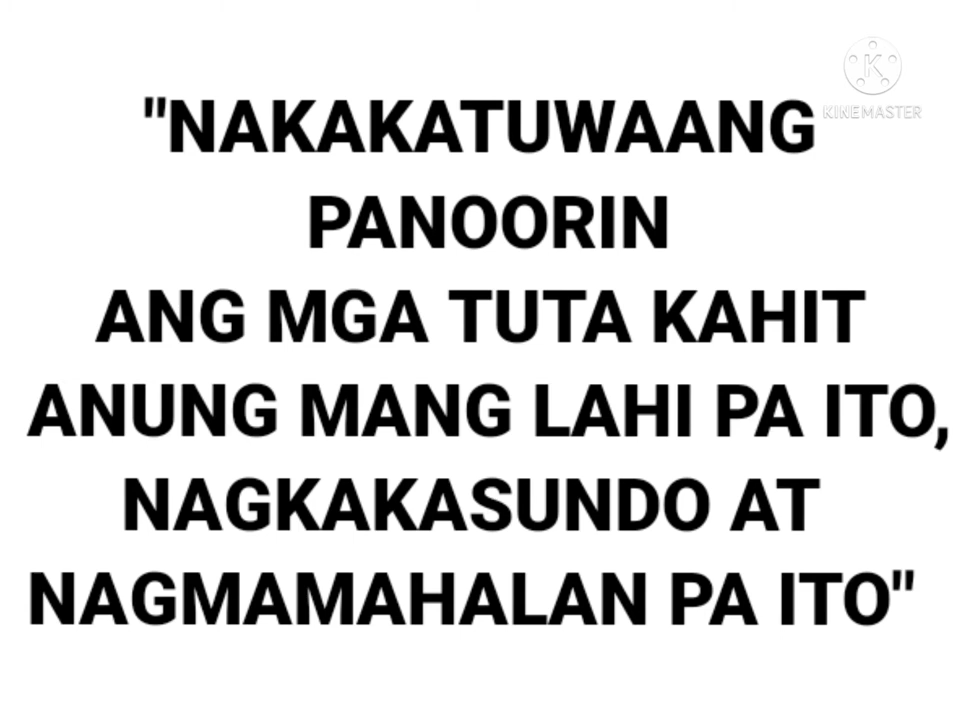 KINEMASTER
"NAKAKATUWAANG
PANOORIN
ANG MGA TUTA KAHIT
ANUNG MANG LAHI PA ITO,
NAGKAKASUNDO AT
NAGMAMAHALAN PA ITO"